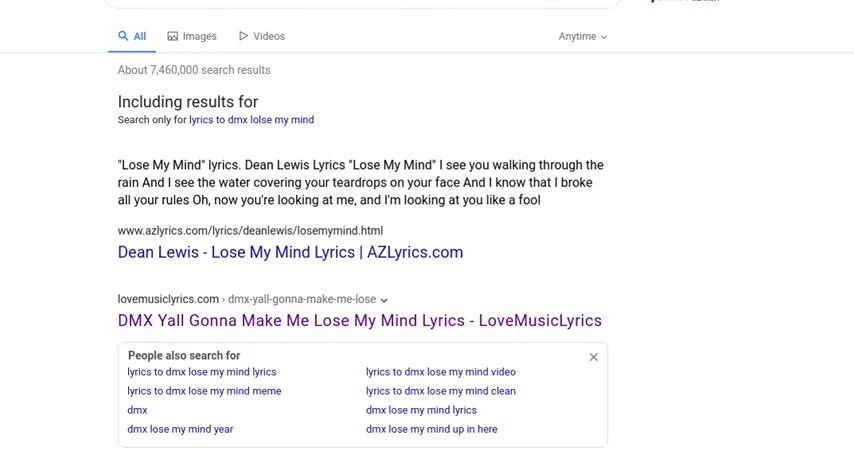 All Images Videos Anytime
About 7,460,000 search results
Including results for
Search only for lyrics to dmx lolse my mind
"Lose My Mind" lyrics. Dean Lewis Lyrics "Lose My Mind" I see you walking through the
rain And I see the water covering your teardrops on your face And I know that I broke
all your rules Oh, now you're looking at me, and I'm looking at you like a fool
www.azlyrics.com/lyrics/deanlewis/losemymind.html
Dean Lewis - Lose My Mind Lyrics | AZLyrics.com
lovemusiclyrics.com › dmx-yall-gonna-make-me-lose
DMX Yall Gonna Make Me Lose My Mind Lyrics - LoveMusicLyrics
People also search for
lyrics to dmx lose my mind lyrics lyrics to dmx lose my mind video
lyrics to dmx lose my mind meme lyrics to dmx lose my mind clean
dmx dmx lose my mind lyrics
dmx lose my mind year dmx lose my mind up in here